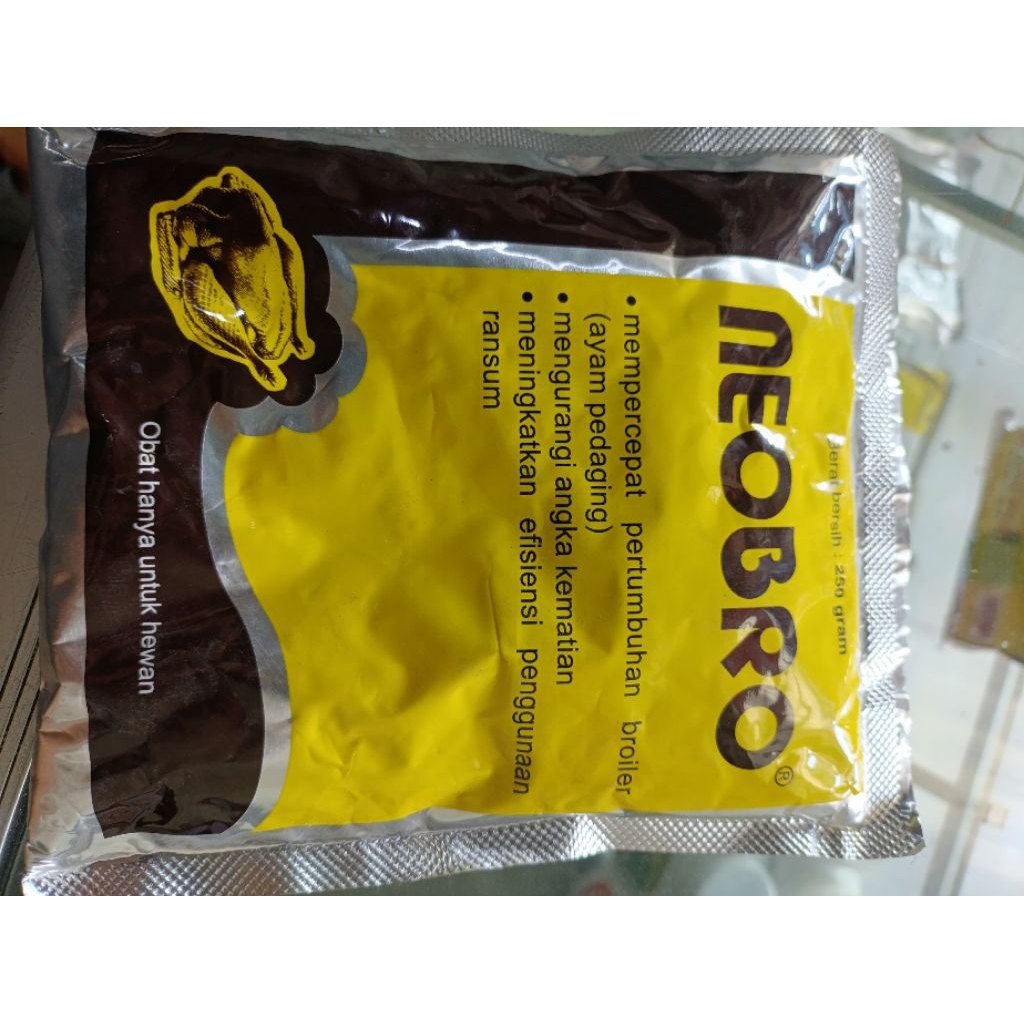 Berat bersih : 250 gram
NEOBRO®
• mempercepat pertumbuhan broiler
(ayam pedaging)
• mengurangi angka kematian
• meningkatkan efisiensi penggunaan
ransum
Obat hanya untuk hewan